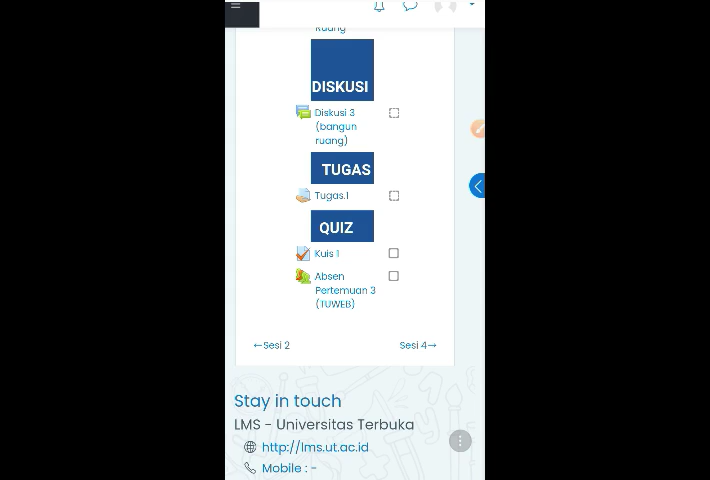 Ruang
DISKUSI
Diskusi 3
(bangun
ruang)
TUGAS
Tugas.1
QUIZ
Kuis 1
Absen
Pertemuan 3
(TUWEB)
←Sesi 2
Sesi 4→
Stay in touch
LMS - Universitas Terbuka
http://lms.ut.ac.id
Mobile : -